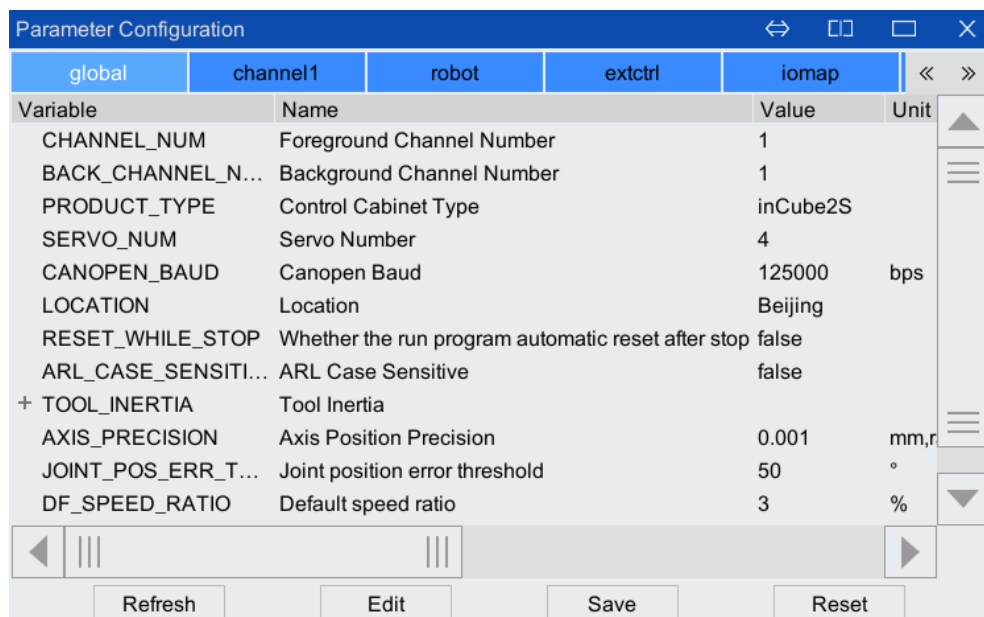 Parameter Configuration
global channel1 robot extctrl iomap
Variable Name Value Unit
CHANNEL_NUM Foreground Channel Number 1
BACK_CHANNEL_N... Background Channel Number 1
PRODUCT_TYPE Control Cabinet Type inCube2S
SERVO_NUM Servo Number 4
CANOPEN_BAUD Canopen Baud 125000 bps
LOCATION Location Beijing
RESET_WHILE_STOP Whether the run program automatic reset after stop false
ARL_CASE_SENSITI... ARL Case Sensitive false
+ TOOL_INERTIA Tool Inertia
AXIS_PRECISION Axis Position Precision 0.001 mm,r
JOINT_POS_ERR_T... Joint position error threshold 50 °
DF_SPEED_RATIO Default speed ratio 3 %
Refresh Edit Save Reset